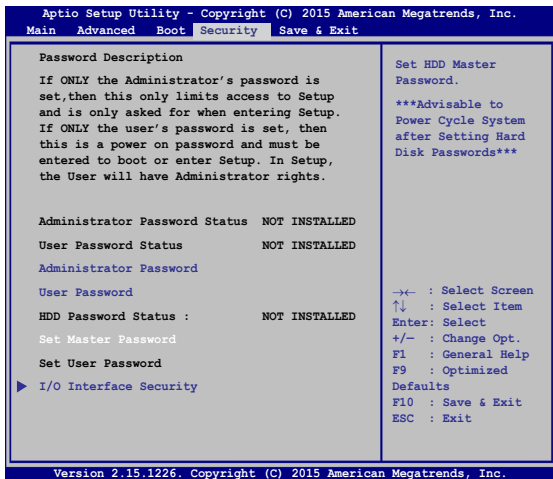 Aptio Setup Utility - Copyright (C) 2015 American Megatrends, Inc.
Main Advanced Boot Security Save & Exit
Password Description
If ONLY the Administrator's password is
set,then this only limits access to Setup
and is only asked for when entering Setup.
If ONLY the user's password is set, then
this is a power on password and must be
entered to boot or enter Setup. In Setup,
the User will have Administrator rights.
Administrator Password Status NOT INSTALLED
User Password Status NOT INSTALLED
Administrator Password
User Password
HDD Password Status : NOT INSTALLED
Set Master Password
Set User Password
I/O Interface Security
Set HDD Master
Password.
***Advisable to
Power Cycle System
after Setting Hard
Disk Passwords***
→← : Select Screen
↑↓ : Select Item
Enter: Select
+/— : Change Opt.
F1 : General Help
F9 : Optimized
Defaults
F10 : Save & Exit
ESC : Exit
Version 2.15.1226. Copyright (C) 2015 American Megatrends, Inc.